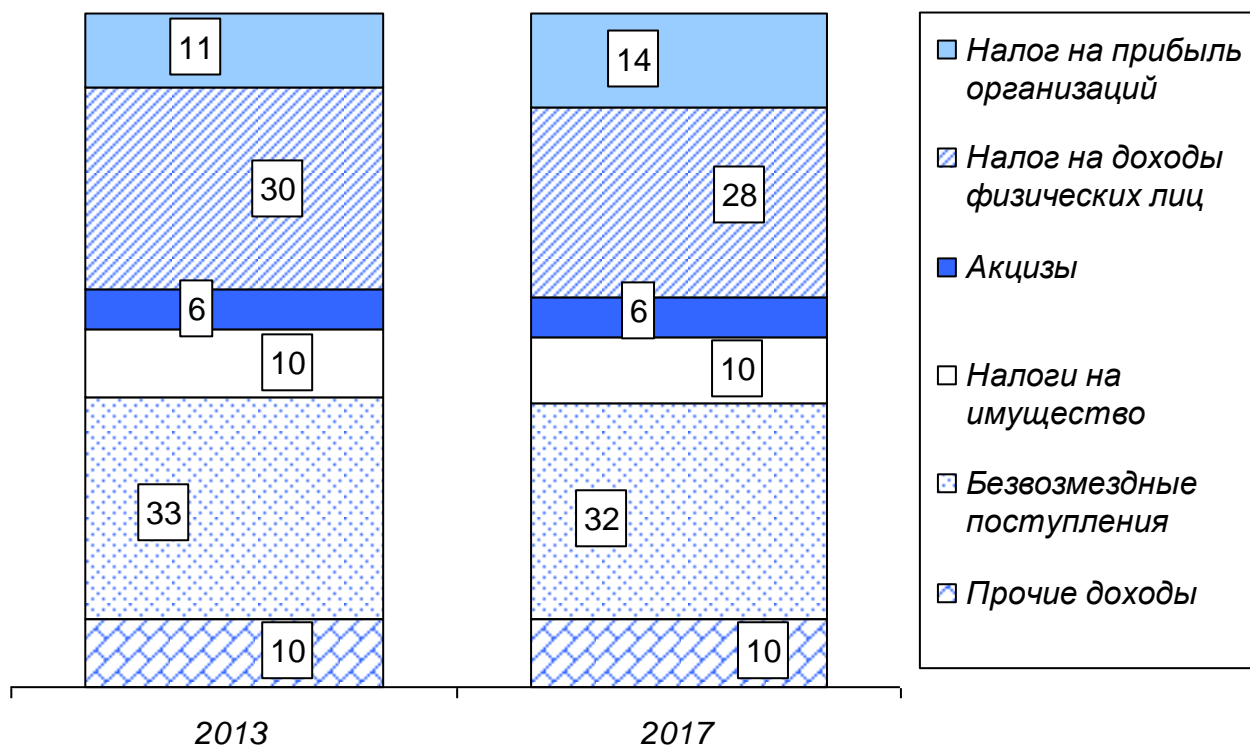 11
30
6
10
33
10
14
28
6
10
32
10
2013
2017
Налог на прибыль
организаций
Налог на доходы
физических лиц
Акцизы
Налоги на
имущество
Безвозмездные
поступления
Прочие доходы